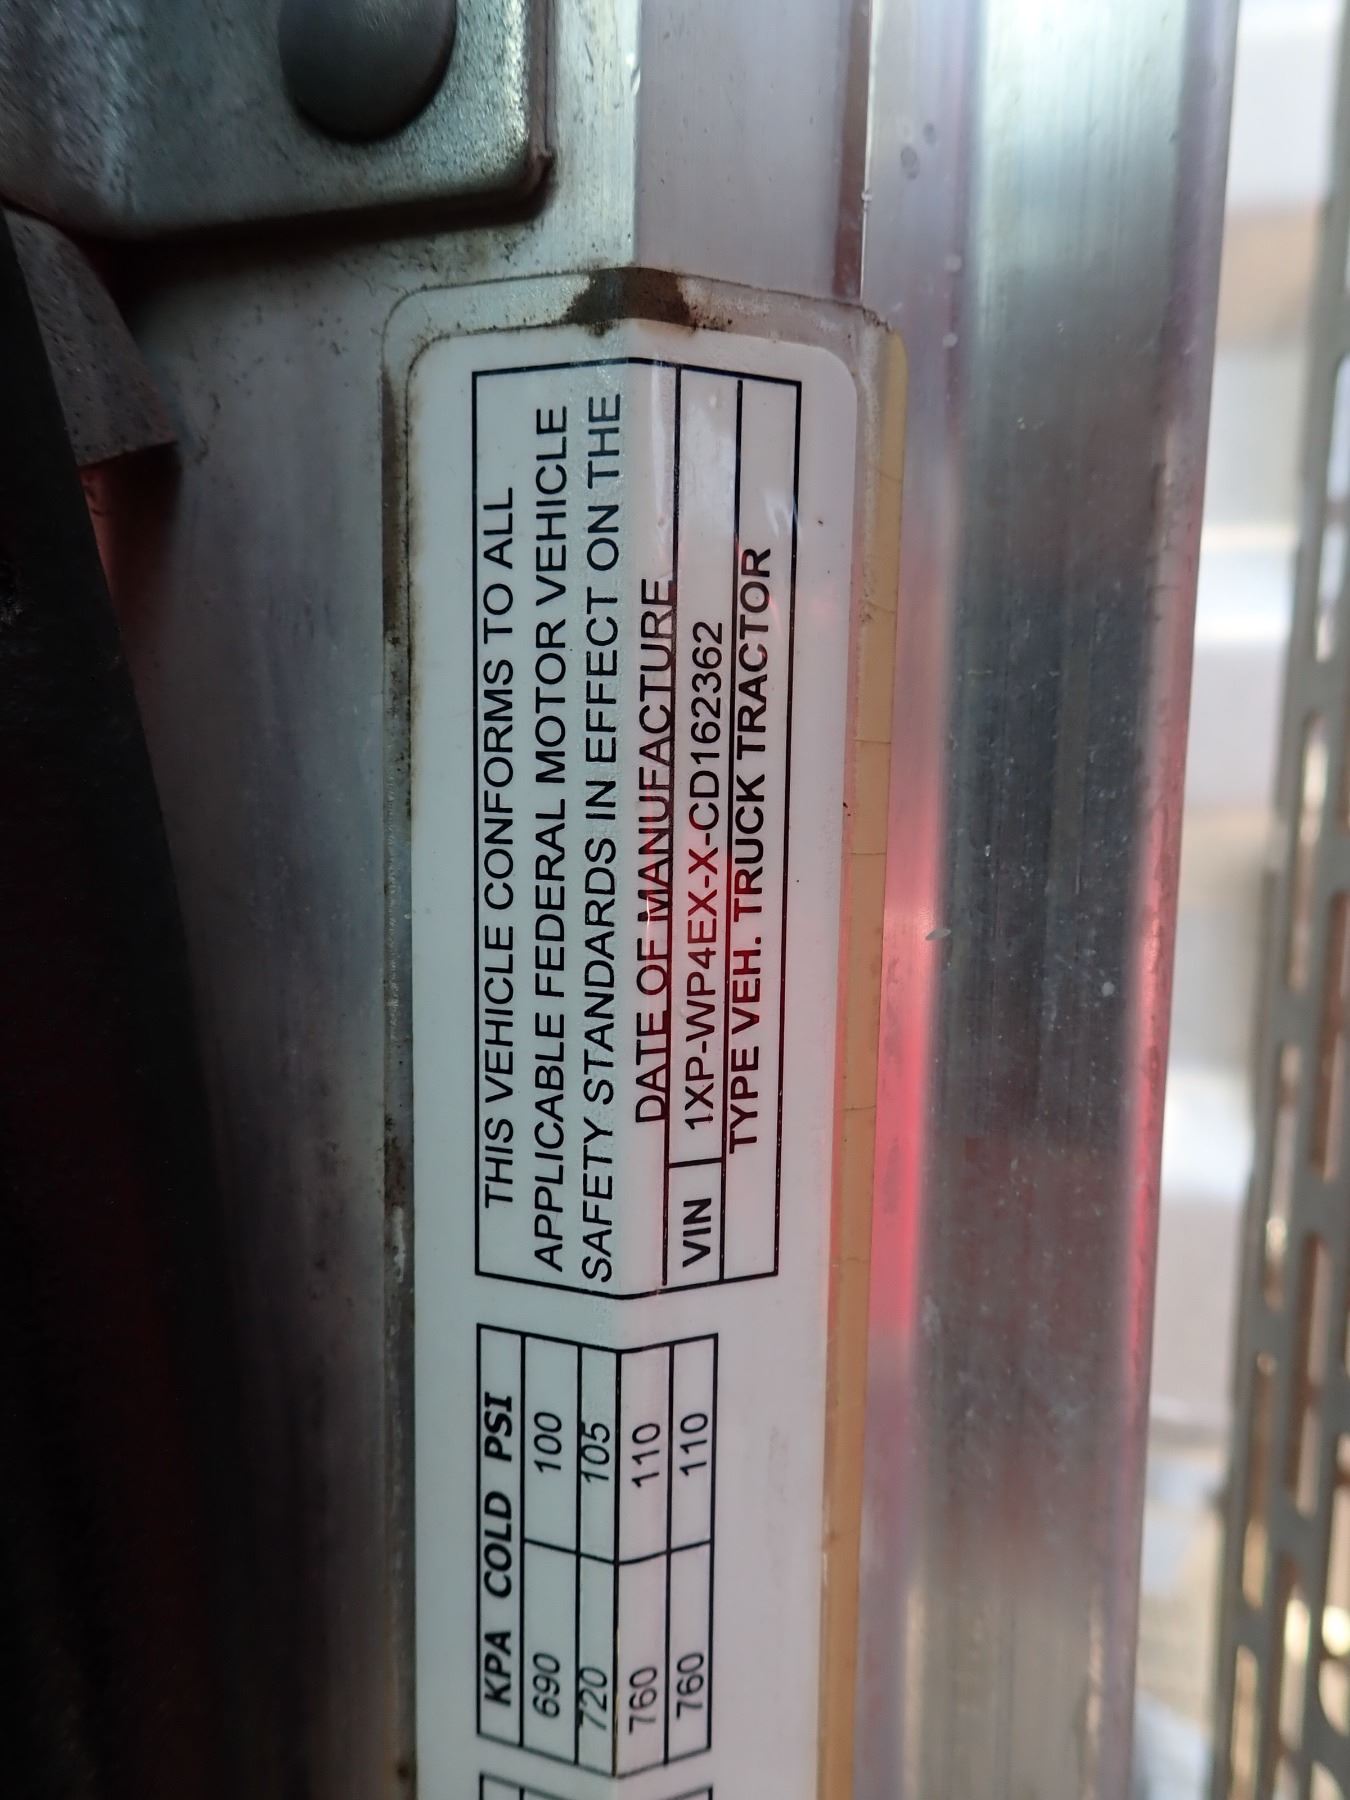 THIS VEHICLE CONFORMS TO ALL
APPLICABLE FEDERAL MOTOR VEHICLE
SAFETY STANDARDS IN EFFECT ON THE
DATE OF MANUFACTURE
VIN 1XP-WP4EX-X-CD162362
TYPE VEH. TRUCK TRACTOR
KPA COLD PSI
690 100
720 105
760 110
760 110